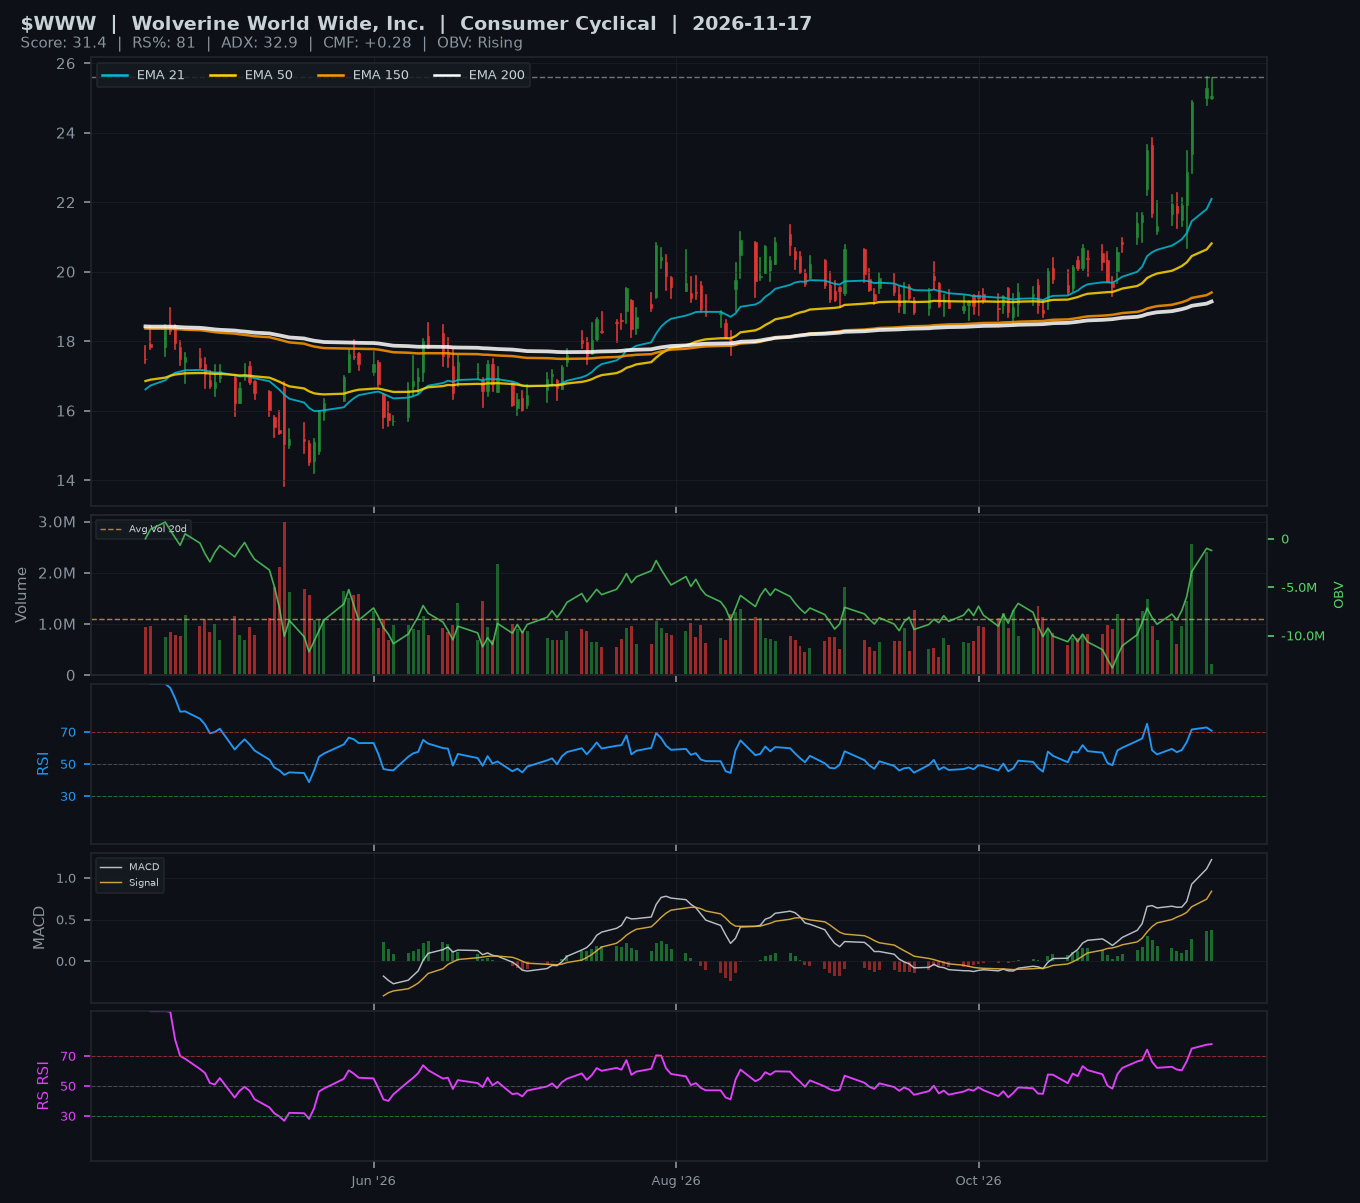 $WWW | Wolverine World Wide, Inc. | Consumer Cyclical | 2026-11-17
Score: 31.4 | RS%: 81 | ADX: 32.9 | CMF: +0.28 | OBV: Rising
EMA 21 EMA 50 EMA 150 EMA 200
26
24
22
20
18
16
14
Avg Vol 20d
3.0M
2.0M
1.0M
0
Volume
0
-5.0M
-10.0M
OBV
70
50
30
RSI
MACD
Signal
1.0
0.5
0.0
MACD
70
50
30
RS RSI
Jun '26 Aug '26 Oct '26